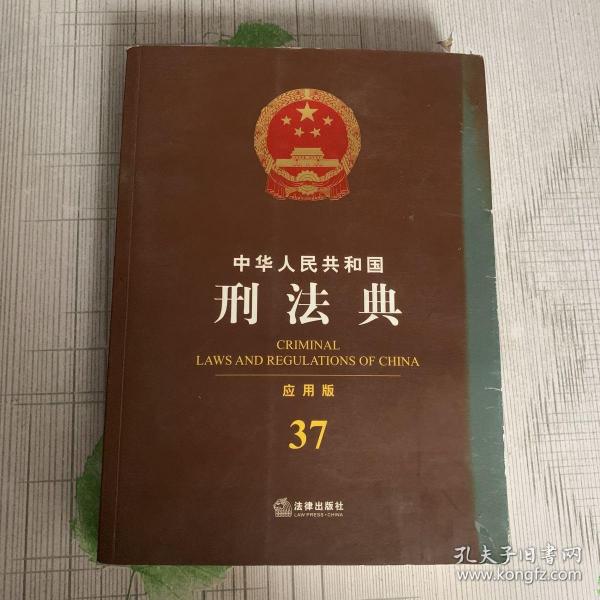 中华人民共和国
刑法典
CRIMINAL
LAWS AND REGULATIONS OF CHINA
应用版
37
法律出版社
LAW PRESS·CHINA
孔夫子旧书网
www.kongfz.com